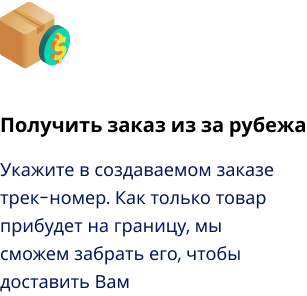 Получить заказ из за рубежа
Укажите в создаваемом заказе
трек-номер. Как только товар
прибудет на границу, мы
сможем забрать его, чтобы
доставить Вам